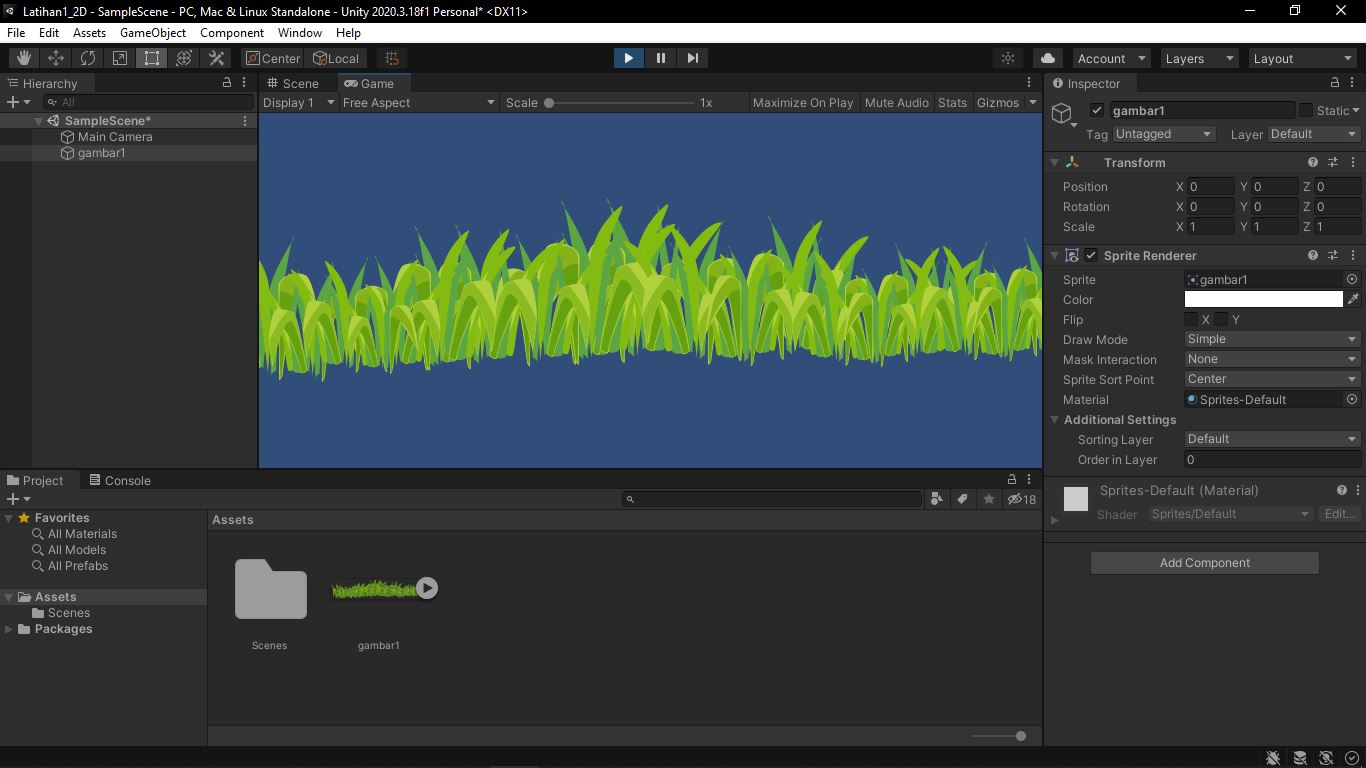 Latihan1_2D - SampleScene - PC, Mac & Linux Standalone - Unity 2020.3.18f1 Personal* <DX11>
File Edit Assets GameObject Component Window Help
Center Local Account Layers Layout
Hierarchy
All
SampleScene*
Main Camera
gambar1
Scene Game
Display 1 Free Aspect Scale 1x Maximize On Play Mute Audio Stats Gizmos
Inspector
gambar1 Static
Tag Untagged Layer Default
Transform
Position X 0 Y 0 Z 0
Rotation X 0 Y 0 Z 0
Scale X 1 Y 1 Z 1
Sprite Renderer
Sprite gambar1
Color
Flip X Y
Draw Mode Simple
Mask Interaction None
Sprite Sort Point Center
Material Sprites-Default
Additional Settings
Sorting Layer Default
Order in Layer 0
Sprites-Default (Material)
Shader Sprites/Default Edit...
Add Component
Project Console
18
Favorites
All Materials
All Models
All Prefabs
Assets
Scenes
Packages
Assets
Scenes
gambar1